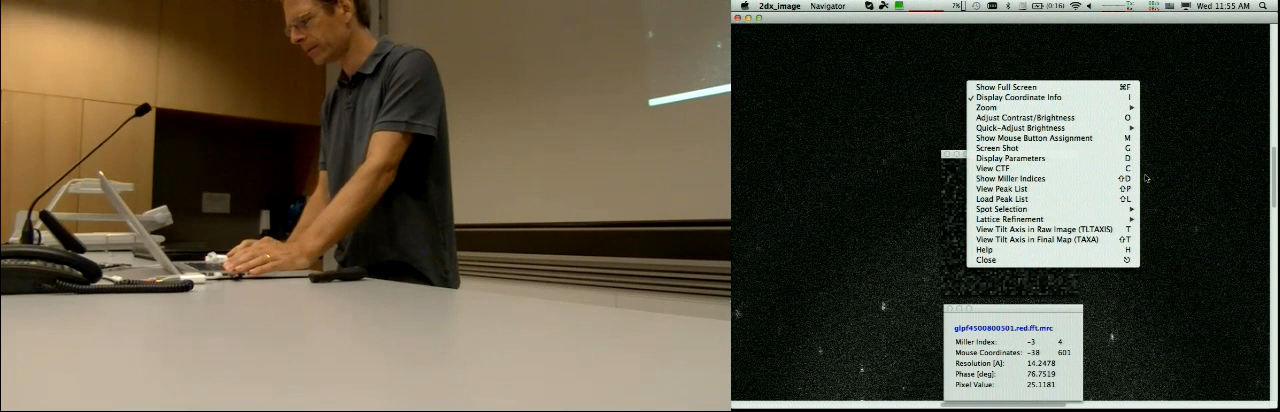 2dx_image Navigator 7% (0:16) Wed 11:55 AM
Show Full Screen ⌘F
✓ Display Coordinate Info I
Zoom ▶
Adjust Contrast/Brightness O
Quick-Adjust Brightness ▶
Show Mouse Button Assignment M
Screen Shot G
Display Parameters D
View CTF C
Show Miller Indices ⇧D
View Peak List ⇧P
Load Peak List ⇧L
Spot Selection ▶
Lattice Refinement ▶
View Tilt Axis in Raw Image (TLTAXIS) T
View Tilt Axis in Final Map (TAXA) ⇧T
Help H
Close ⎋
glpf4500800501.red.fft.mrc
Miller Index: -3 4
Mouse Coordinates: -38 601
Resolution [A]: 14.2478
Phase [deg]: 76.7519
Pixel Value: 25.1181